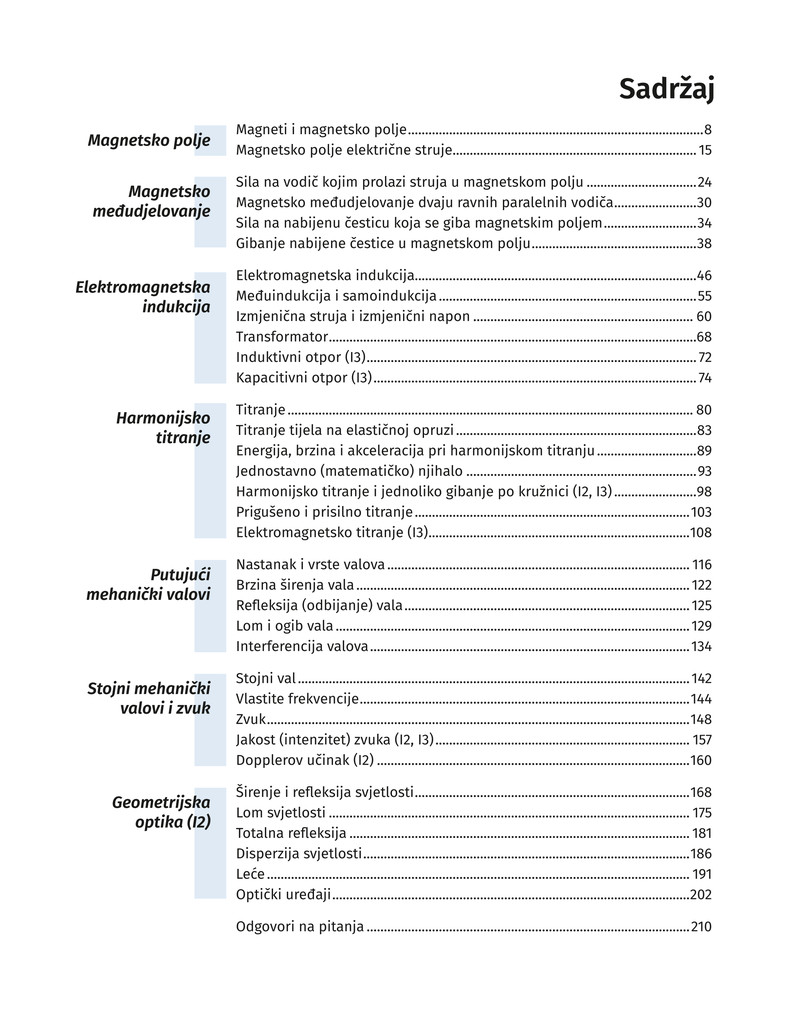 Sadržaj
Magnetsko polje
Magneti i magnetsko polje........8
Magnetsko polje električne struje........15
Magnetsko
međudjelovanje
Sila na vodič kojim prolazi struja u magnetskom polju........24
Magnetsko međudjelovanje dvaju ravnih paralelnih vodiča........30
Sila na nabijenu česticu koja se giba magnetskim poljem........34
Gibanje nabijene čestice u magnetskom polju........38
Elektromagnetska
indukcija
Elektromagnetska indukcija........46
Međuindukcija i samoindukcija........55
Izmjenična struja i izmjenični napon........60
Transformator........68
Induktivni otpor (I3)........72
Kapacitivni otpor (I3)........74
Harmonijsko
titranje
Titranje........80
Titranje tijela na elastičnoj opruzi........83
Energija, brzina i akceleracija pri harmonijskom titranju........89
Jednostavno (matematičko) njihalo........93
Harmonijsko titranje i jednoliko gibanje po kružnici (I2, I3)........98
Prigušeno i prisilno titranje........103
Elektromagnetsko titranje (I3)........108
Putujući
mehanički valovi
Nastanak i vrste valova........116
Brzina širenja vala........122
Refleksija (odbijanje) vala........125
Lom i ogib vala........129
Interferencija valova........134
Stojni mehanički
valovi i zvuk
Stojni val........142
Vlastite frekvencije........144
Zvuk........148
Jakost (intenzitet) zvuka (I2, I3)........157
Dopplerov učinak (I2)........160
Geometrijska
optika (I2)
Širenje i refleksija svjetlosti........168
Lom svjetlosti........175
Totalna refleksija........181
Disperzija svjetlosti........186
Leće........191
Optički uređaji........202
Odgovori na pitanja........210